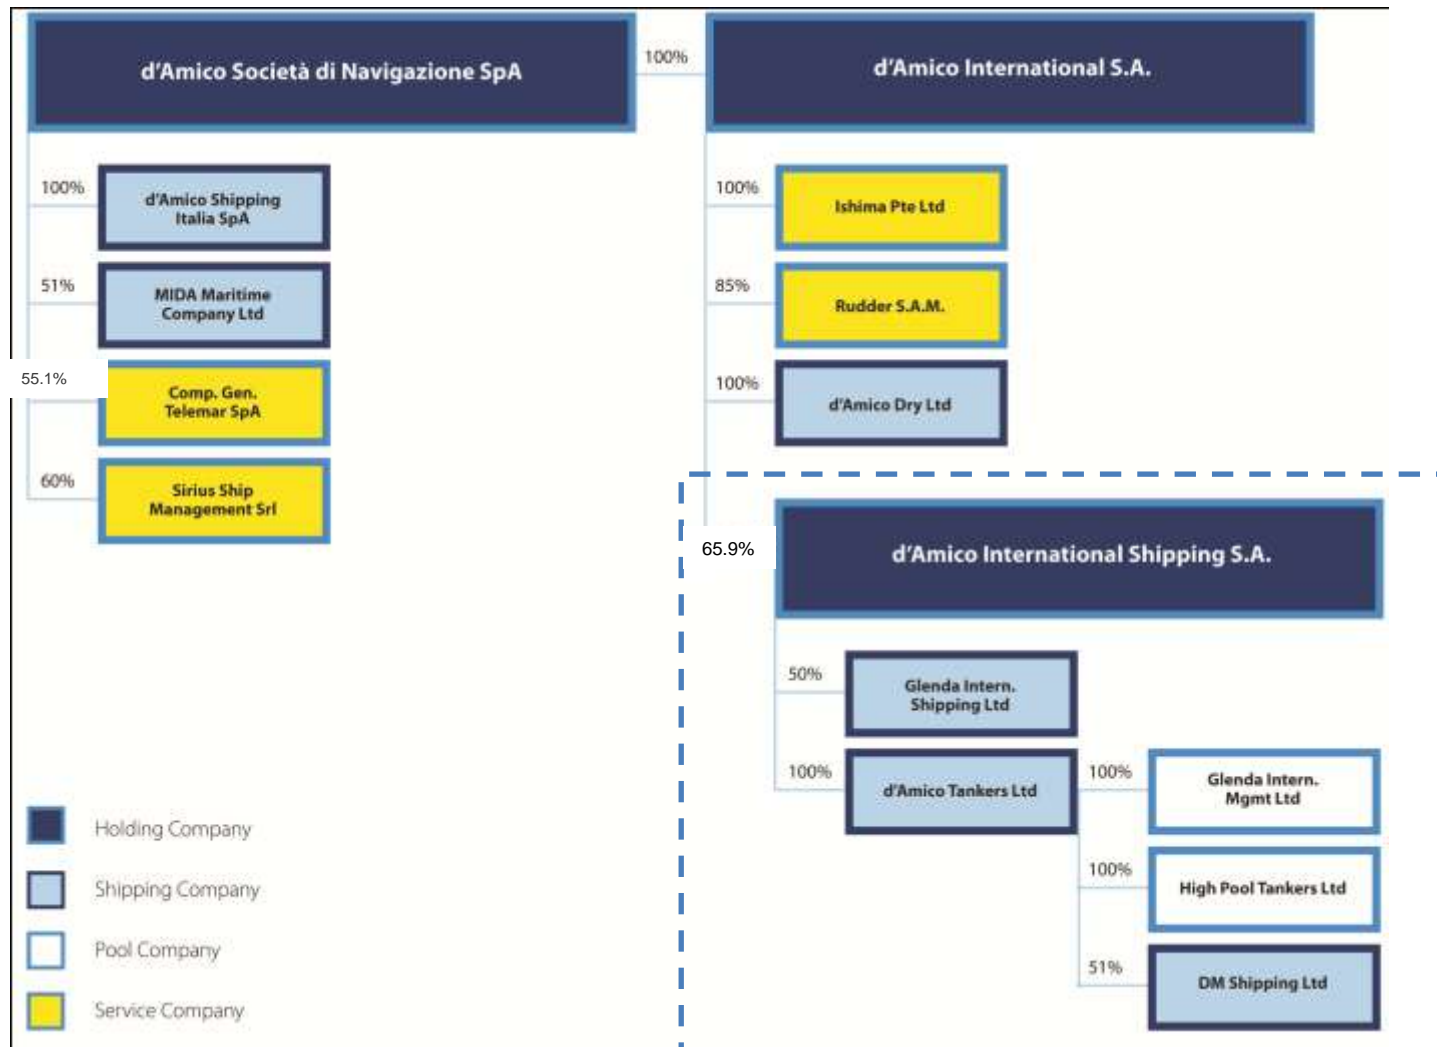 d'Amico Società di Navigazione SpA
100%
d'Amico International S.A.
100%
d'Amico Shipping
Italia SpA
51%
MIDA Maritime
Company Ltd
55.1%
Comp. Gen.
Telemar SpA
60%
Sirius Ship
Management Srl
100%
Ishima Pte Ltd
85%
Rudder S.A.M.
100%
d'Amico Dry Ltd
65.9%
d'Amico International Shipping S.A.
50%
Glenda Intern.
Shipping Ltd
100%
d'Amico Tankers Ltd
100%
Glenda Intern.
Mgmt Ltd
100%
High Pool Tankers Ltd
51%
DM Shipping Ltd
Holding Company
Shipping Company
Pool Company
Service Company